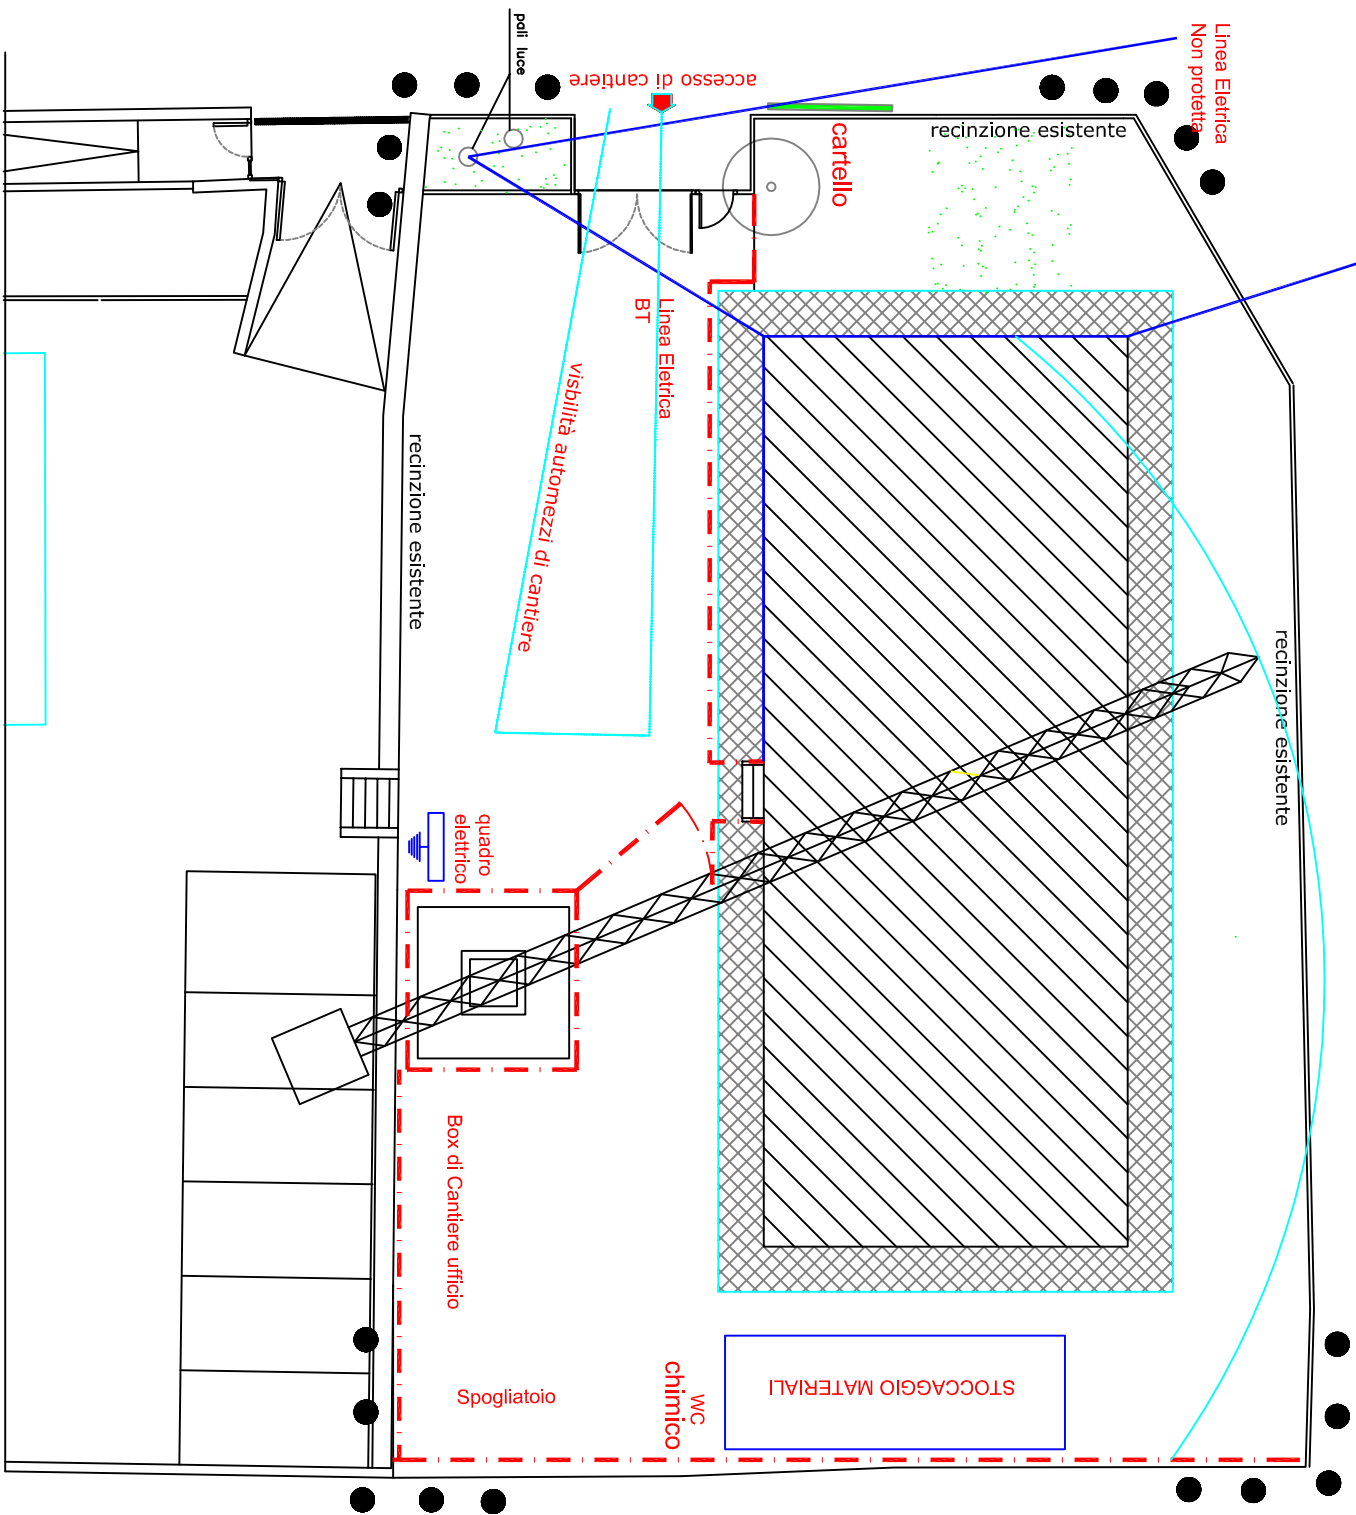 pali luce
accesso di cantiere
Linea Eletrica
Non protetta
cartello
recinzione esistente
Linea Eletrica
BT
visbilità automezzi di cantiere
recinzione esistente
recinzione esistente
quadro
elettrico
Box di Cantiere ufficio
Spogliatoio
WC
chimico
STOCCAGGIO MATERIALI